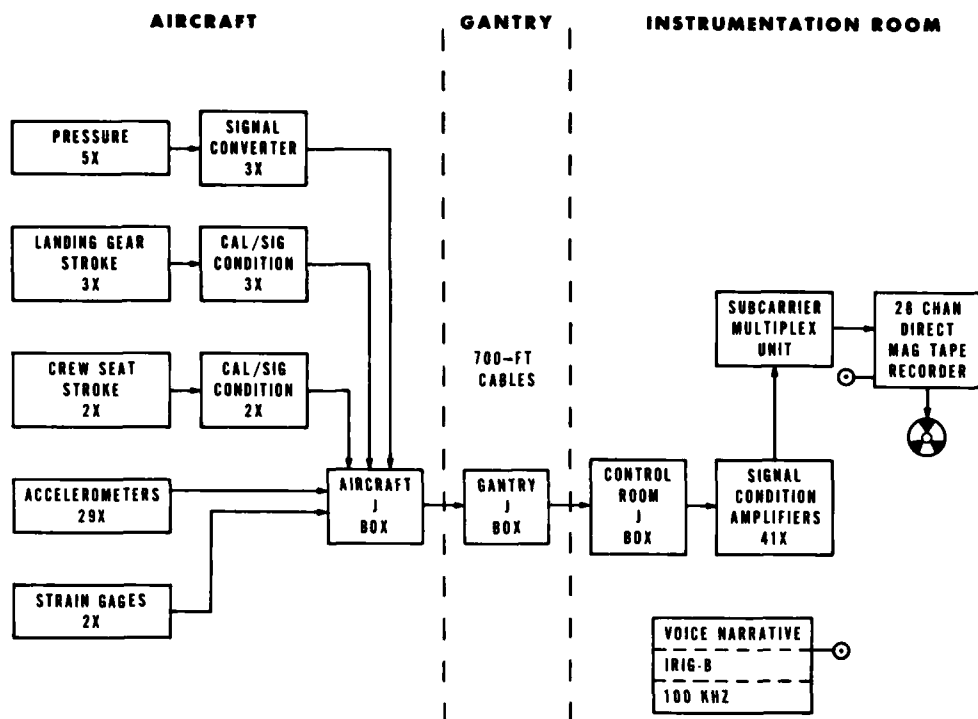 AIRCRAFT
GANTRY
INSTRUMENTATION ROOM
PRESSURE
5X
SIGNAL
CONVERTER
3X
LANDING GEAR
STROKE
3X
CAL/SIG
CONDITION
3X
CREW SEAT
STROKE
2X
CAL/SIG
CONDITION
2X
ACCELEROMETERS
29X
STRAIN GAGES
2X
AIRCRAFT
J
BOX
700-FT
CABLES
GANTRY
J
BOX
CONTROL
ROOM
J
BOX
SIGNAL
CONDITION
AMPLIFIERS
41X
SUBCARRIER
MULTIPLEX
UNIT
28 CHAN
DIRECT
MAG TAPE
RECORDER
VOICE NARRATIVE
IRIG-B
100 KHZ